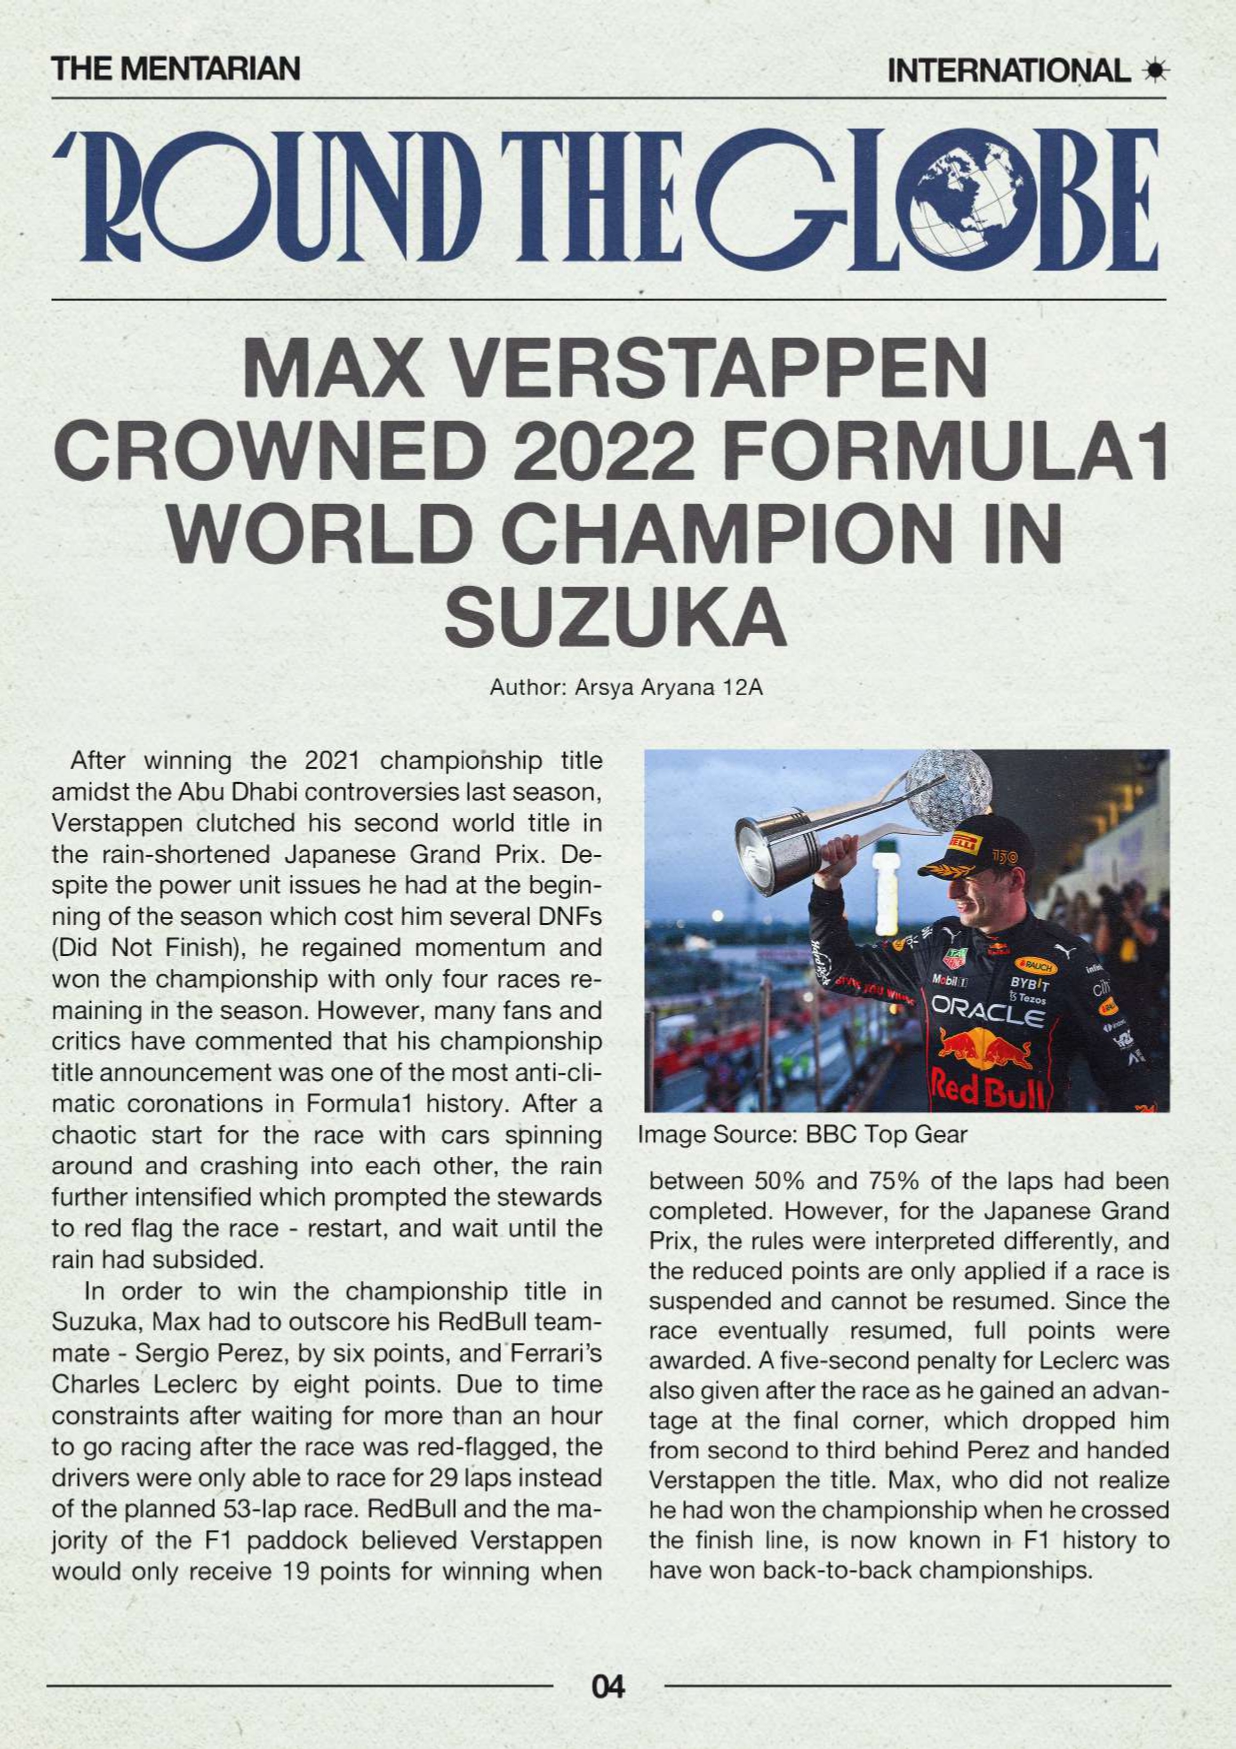 THE MENTARIAN
INTERNATIONAL
'ROUND THE GLOBE
MAX VERSTAPPEN
CROWNED 2022 FORMULA1
WORLD CHAMPION IN
SUZUKA
Author: Arsya Aryana 12A
After winning the 2021 championship title
amidst the Abu Dhabi controversies last season,
Verstappen clutched his second world title in
the rain-shortened Japanese Grand Prix. De-
spite the power unit issues he had at the begin-
ning of the season which cost him several DNFs
(Did Not Finish), he regained momentum and
won the championship with only four races re-
maining in the season. However, many fans and
critics have commented that his championship
title announcement was one of the most anti-cli-
matic coronations in Formula1 history. After a
chaotic start for the race with cars spinning
around and crashing into each other, the rain
further intensified which prompted the stewards
to red flag the race - restart, and wait until the
rain had subsided.
In order to win the championship title in
Suzuka, Max had to outscore his RedBull team-
mate - Sergio Perez, by six points, and Ferrari's
Charles Leclerc by eight points. Due to time
constraints after waiting for more than an hour
to go racing after the race was red-flagged, the
drivers were only able to race for 29 laps instead
of the planned 53-lap race. RedBull and the ma-
jority of the F1 paddock believed Verstappen
would only receive 19 points for winning when
130
RAUCH
Mobil 1
BYBIT
Tezos
ORACLE
Red Bull
Image Source: BBC Top Gear
between 50% and 75% of the laps had been
completed. However, for the Japanese Grand
Prix, the rules were interpreted differently, and
the reduced points are only applied if a race is
suspended and cannot be resumed. Since the
race eventually resumed, full points were
awarded. A five-second penalty for Leclerc was
also given after the race as he gained an advan-
tage at the final corner, which dropped him
from second to third behind Perez and handed
Verstappen the title. Max, who did not realize
he had won the championship when he crossed
the finish line, is now known in F1 history to
have won back-to-back championships.
04